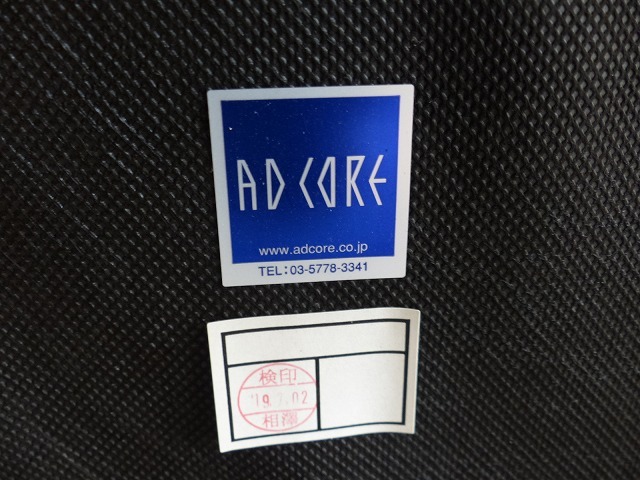 AD CORE
www.adcore.co.jp
TEL:03-5778-3341
検印
相澤